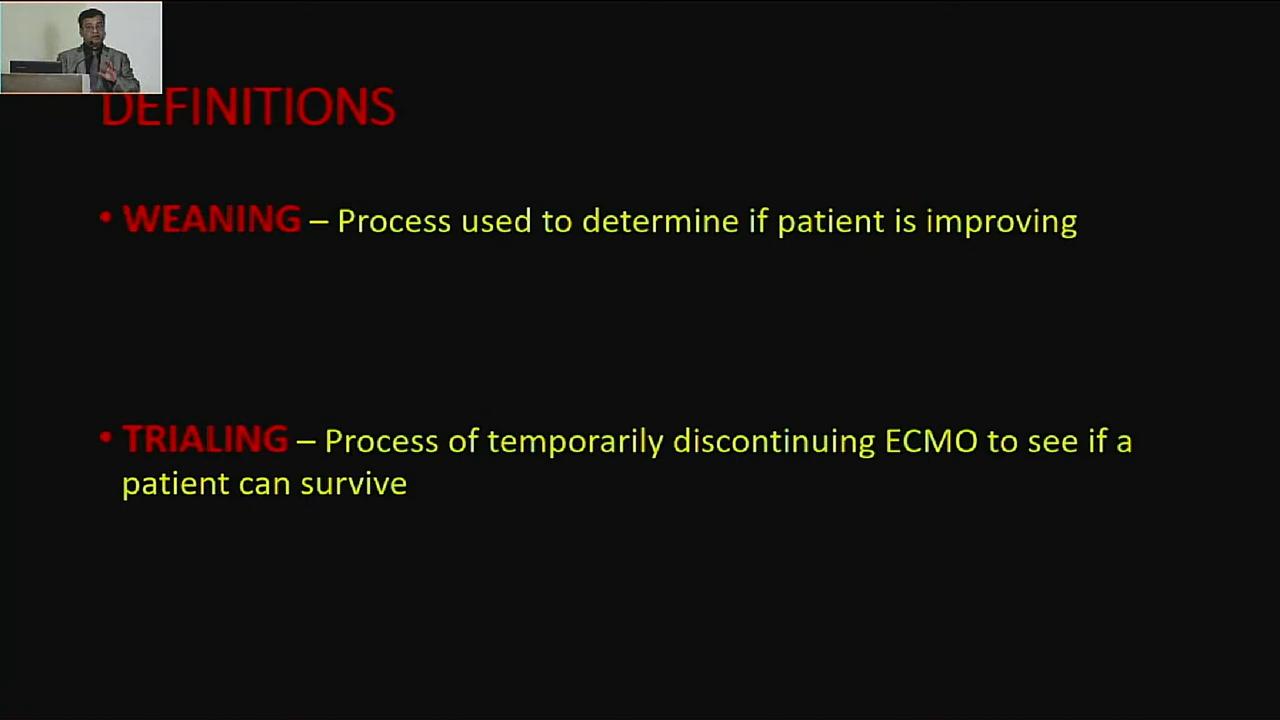 DEFINITIONS
• WEANING – Process used to determine if patient is improving
• TRIALING – Process of temporarily discontinuing ECMO to see if a
patient can survive